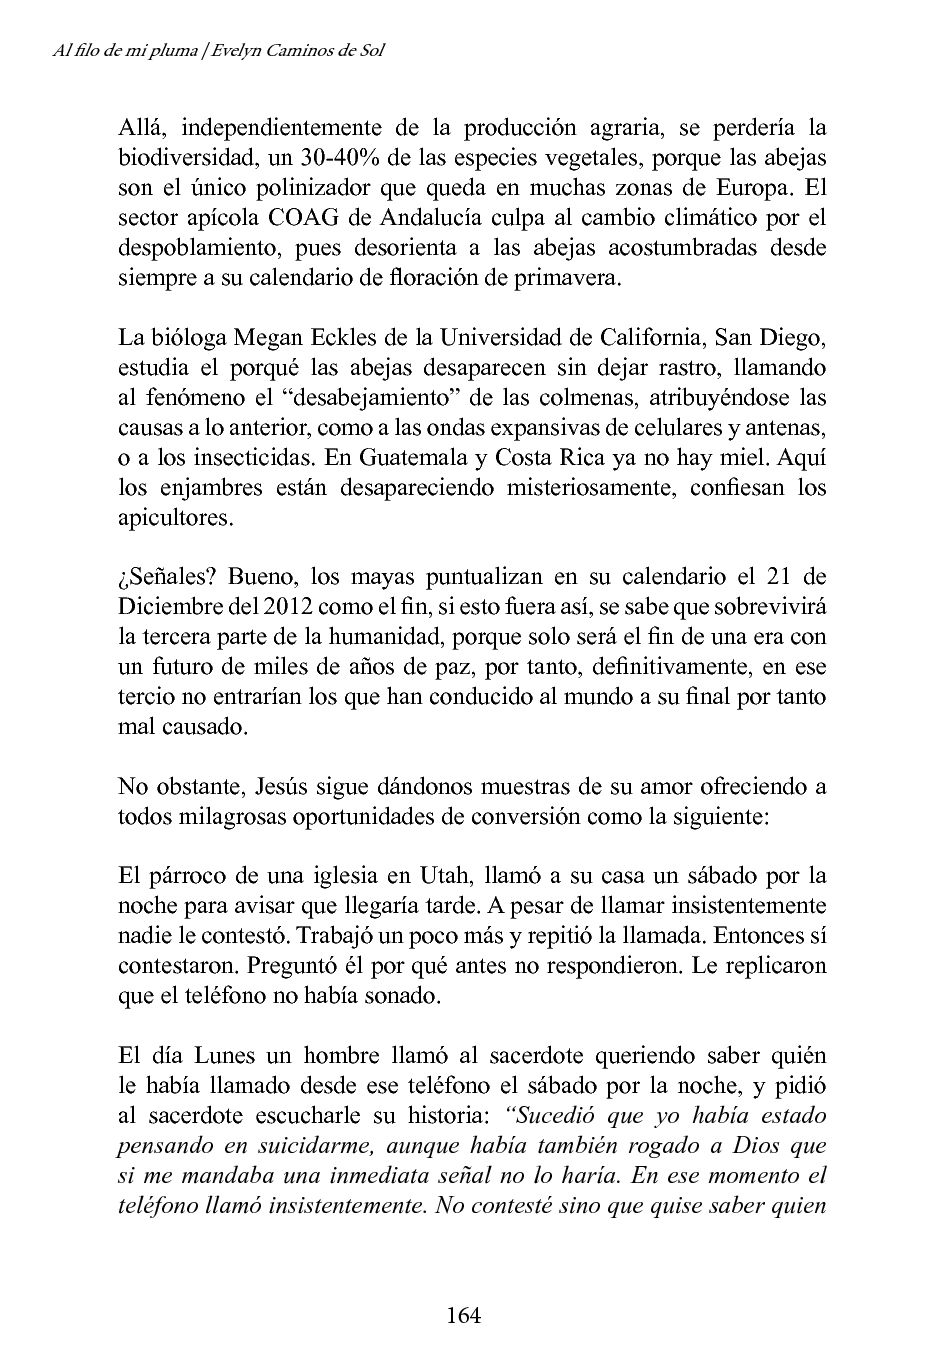 Al filo de mi pluma / Evelyn Caminos de Sol
Allá, independientemente de la producción agraria, se perdería la
biodiversidad, un 30-40% de las especies vegetales, porque las abejas
son el único polinizador que queda en muchas zonas de Europa. El
sector apícola COAG de Andalucía culpa al cambio climático por el
despoblamiento, pues desorienta a las abejas acostumbradas desde
siempre a su calendario de floración de primavera.
La bióloga Megan Eckles de la Universidad de California, San Diego,
estudia el porqué las abejas desaparecen sin dejar rastro, llamando
al fenómeno el “desabejamiento” de las colmenas, atribuyéndose las
causas a lo anterior, como a las ondas expansivas de celulares y antenas,
o a los insecticidas. En Guatemala y Costa Rica ya no hay miel. Aquí
los enjambres están desapareciendo misteriosamente, confiesan los
apicultores.
¿Señales? Bueno, los mayas puntualizan en su calendario el 21 de
Diciembre del 2012 como el fin, si esto fuera así, se sabe que sobrevivirá
la tercera parte de la humanidad, porque solo será el fin de una era con
un futuro de miles de años de paz, por tanto, definitivamente, en ese
tercio no entrarían los que han conducido al mundo a su final por tanto
mal causado.
No obstante, Jesús sigue dándonos muestras de su amor ofreciendo a
todos milagrosas oportunidades de conversión como la siguiente:
El párroco de una iglesia en Utah, llamó a su casa un sábado por la
noche para avisar que llegaría tarde. A pesar de llamar insistentemente
nadie le contestó. Trabajó un poco más y repitió la llamada. Entonces sí
contestaron. Preguntó él por qué antes no respondieron. Le replicaron
que el teléfono no había sonado.
El día Lunes un hombre llamó al sacerdote queriendo saber quién
le había llamado desde ese teléfono el sábado por la noche, y pidió
al sacerdote escucharle su historia: “Sucedió que yo había estado
pensando en suicidarme, aunque había también rogado a Dios que
si me mandaba una inmediata señal no lo haría. En ese momento el
teléfono llamó insistentemente. No contesté sino que quise saber quien
164